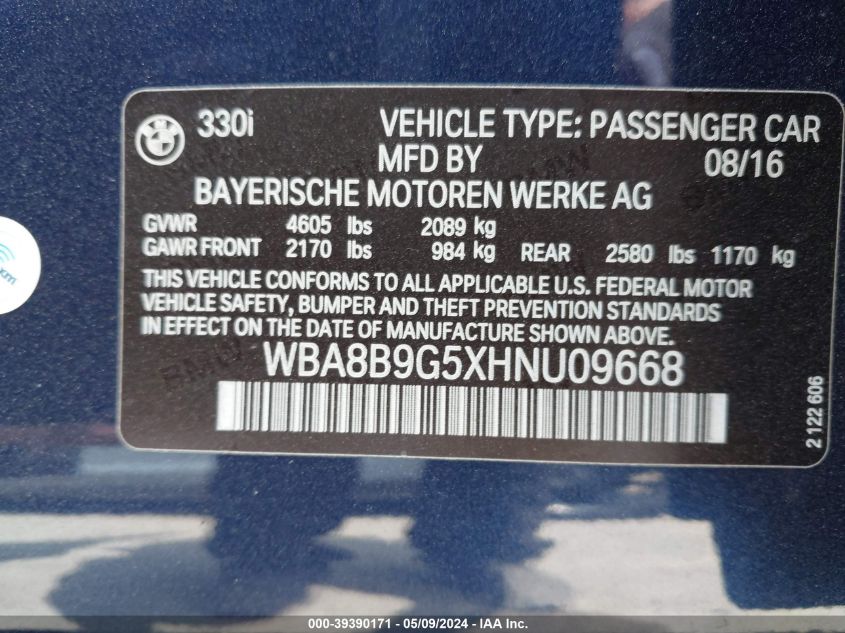 330i VEHICLE TYPE: PASSENGER CAR
MFD BY 08/16
BAYERISCHE MOTOREN WERKE AG
GVWR 4605 lbs 2089 kg
GAWR FRONT 2170 lbs 984 kg REAR 2580 lbs 1170 kg
THIS VEHICLE CONFORMS TO ALL APPLICABLE U.S. FEDERAL MOTOR
VEHICLE SAFETY, BUMPER AND THEFT PREVENTION STANDARDS
IN EFFECT ON THE DATE OF MANUFACTURE SHOWN ABOVE.
WBA8B9G5XHNU09668
2 122 606
000-39390171 - 05/09/2024 - IAA Inc.